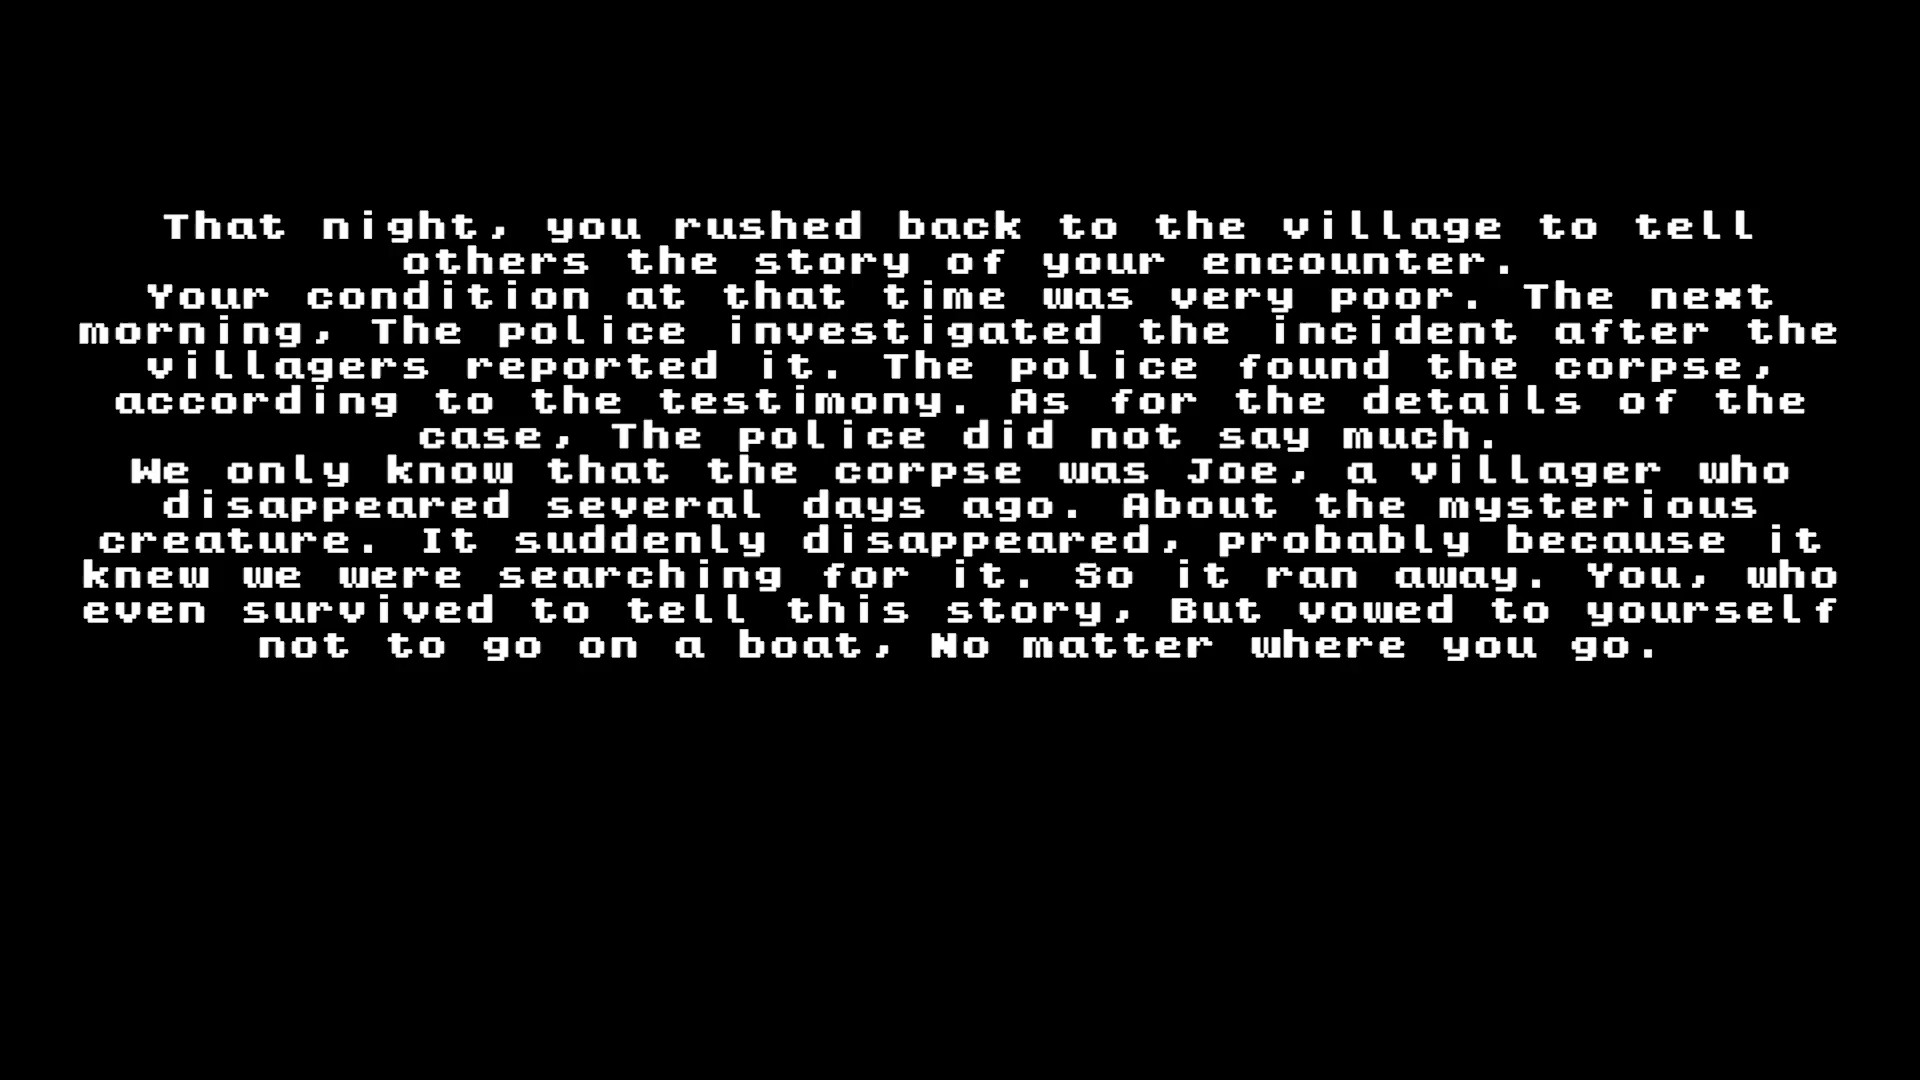 That night, you rushed back to the village to tell
others the story of your encounter.
Your condition at that time was very poor. The next
morning, The police investigated the incident after the
villagers reported it. The police found the corpse,
according to the testimony. As for the details of the
case, The police did not say much.
We only know that the corpse was Joe, a villager who
disappeared several days ago. About the mysterious
creature. It suddenly disappeared, probably because it
knew we were searching for it. So it ran away. You, who
even survived to tell this story, But vowed to yourself
not to go on a boat, No matter where you go.